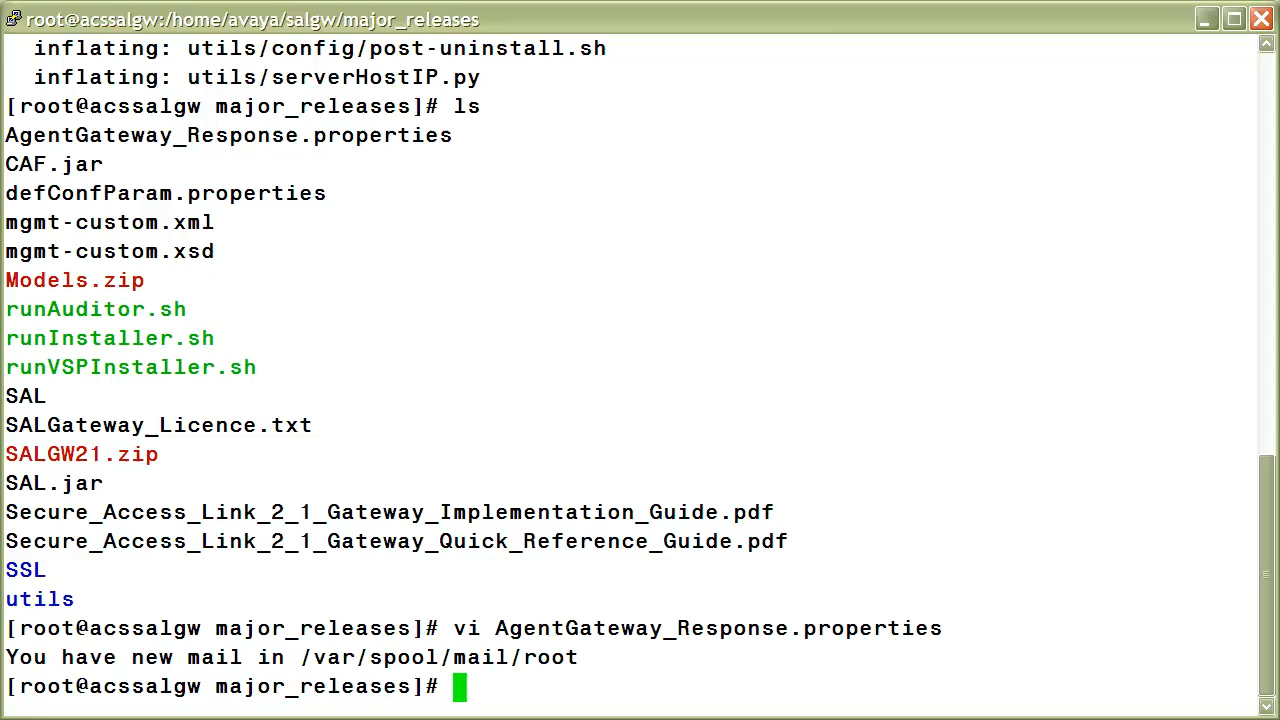 root@acssalgw:/home/avaya/salgw/major_releases
  inflating: utils/config/post-uninstall.sh
  inflating: utils/serverHostIP.py
[root@acssalgw major_releases]# ls
AgentGateway_Response.properties
CAF.jar
defConfParam.properties
mgmt-custom.xml
mgmt-custom.xsd
Models.zip
runAuditor.sh
runInstaller.sh
runVSPInstaller.sh
SAL
SALGateway_Licence.txt
SALGW21.zip
SAL.jar
Secure_Access_Link_2_1_Gateway_Implementation_Guide.pdf
Secure_Access_Link_2_1_Gateway_Quick_Reference_Guide.pdf
SSL
utils
[root@acssalgw major_releases]# vi AgentGateway_Response.properties
You have new mail in /var/spool/mail/root
[root@acssalgw major_releases]#